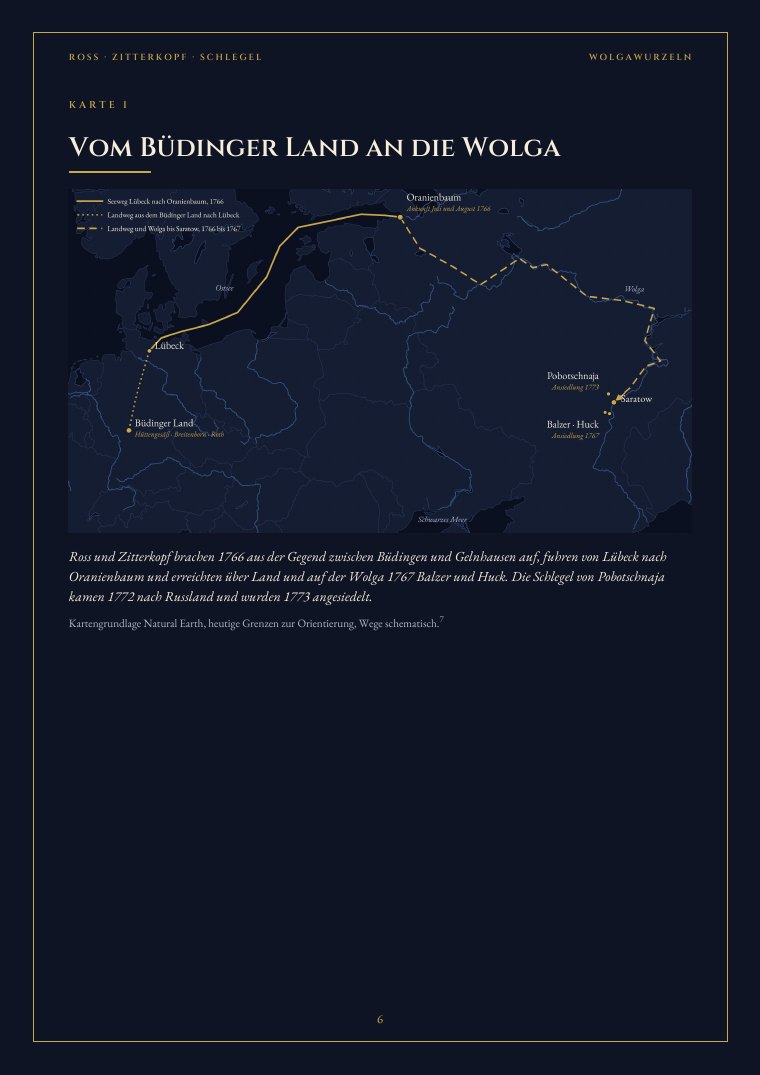 ROSS · ZITTERKOPF · SCHLEGEL
WOLGAWURZELN
KARTE I
Vom Büdinger Land an die Wolga
Seeweg Lübeck nach Oranienbaum, 1766
Landweg aus dem Büdinger Land nach Lübeck
Landweg und Wolga bis Saratow, 1766 bis 1767
Oranienbaum
Ankunft Juli und August 1766
Ostsee
Wolga
Lübeck
Pobotschnaja
Ansiedlung 1773
Saratow
Büdinger Land
Hüttengesäß · Breitenborn · Roth
Balzer · Huck
Ansiedlung 1767
Schwarzes Meer
Ross und Zitterkopf brachen 1766 aus der Gegend zwischen Büdingen und Gelnhausen auf, fuhren von Lübeck nach
Oranienbaum und erreichten über Land und auf der Wolga 1767 Balzer und Huck. Die Schlegel von Pobotschnaja
kamen 1772 nach Russland und wurden 1773 angesiedelt.
Kartengrundlage Natural Earth, heutige Grenzen zur Orientierung, Wege schematisch.7
6